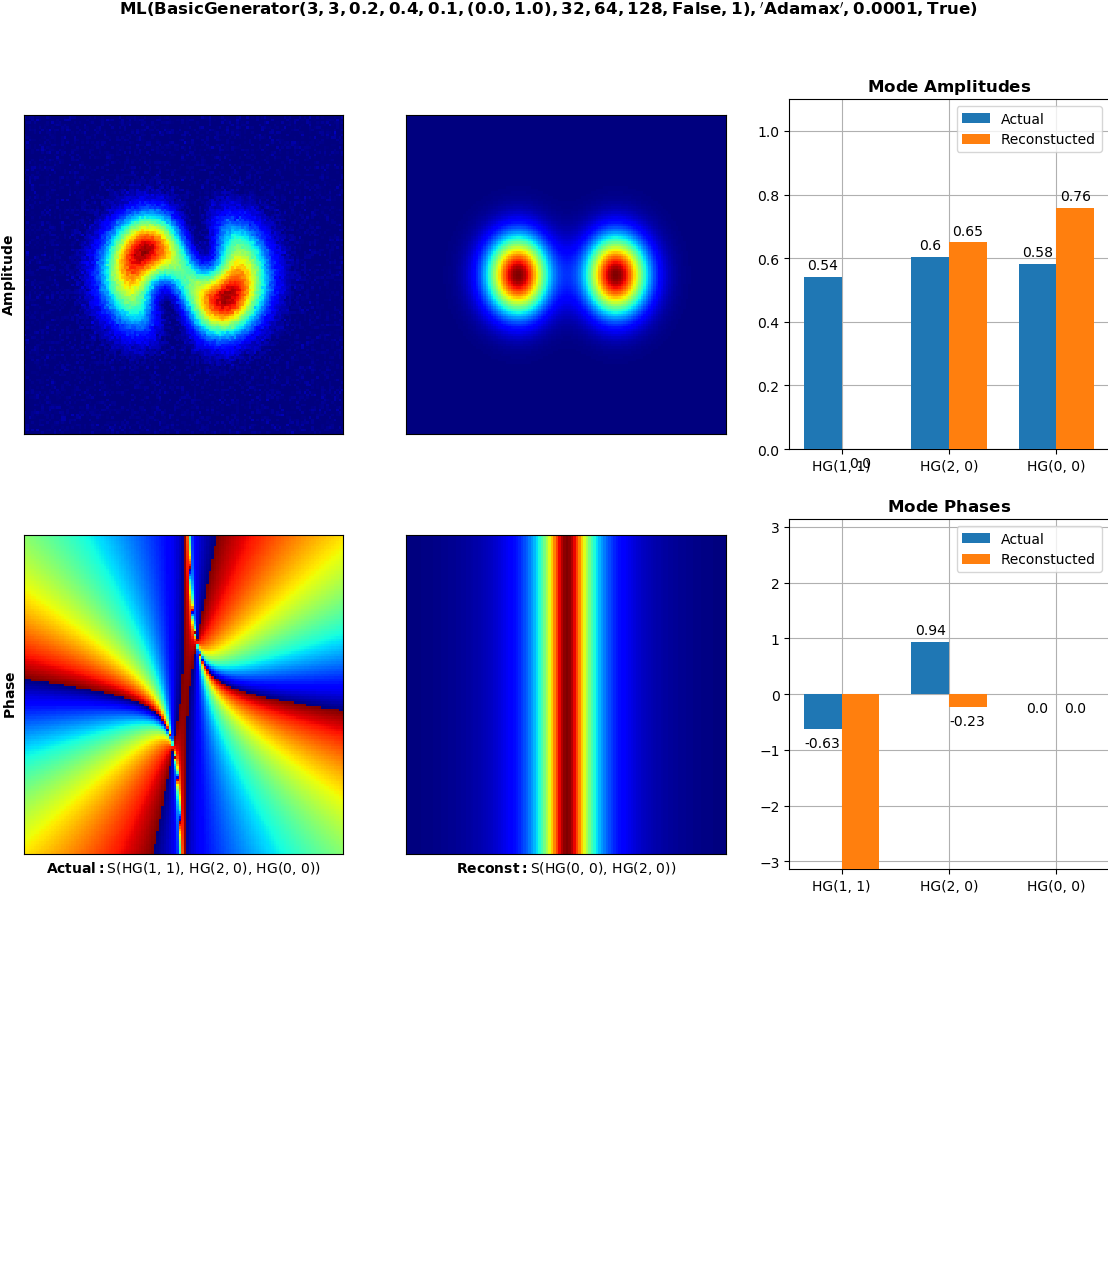 ML(BasicGenerator(3, 3, 0.2, 0.4, 0.1, (0.0, 1.0), 32, 64, 128, False, 1), ′Adamax′, 0.0001, True)
Amplitude
Mode Amplitudes
Actual
Reconstucted
1.0
0.8
0.6
0.4
0.2
0.0
0.54
0.0
0.6
0.65
0.58
0.76
HG(1, 1)
HG(2, 0)
HG(0, 0)
Phase
Actual: S(HG(1, 1), HG(2, 0), HG(0, 0))
Reconst: S(HG(0, 0), HG(2, 0))
Mode Phases
Actual
Reconstucted
3
2
1
0
−1
−2
−3
-0.63
0.94
-0.23
0.0
0.0
HG(1, 1)
HG(2, 0)
HG(0, 0)